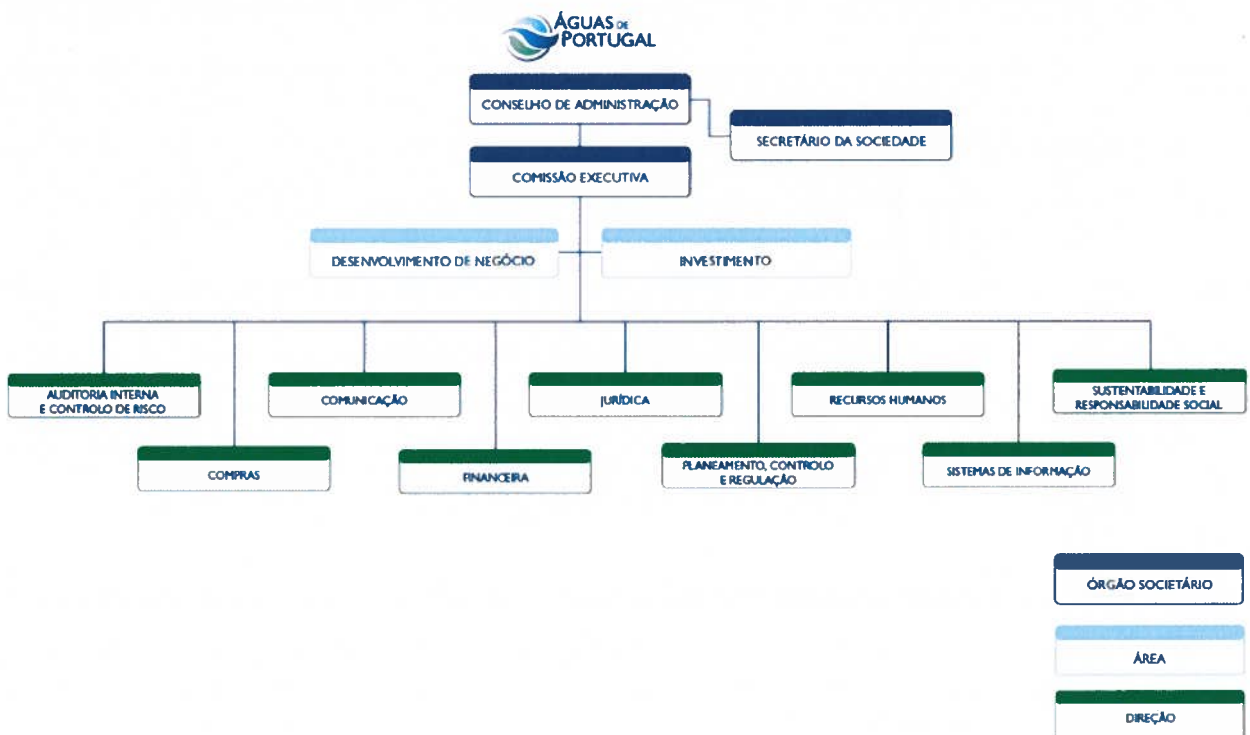 ÁGUAS DE
PORTUGAL
CONSELHO DE ADMINISTRAÇÃO
SECRETÁRIO DA SOCIEDADE
COMISSÃO EXECUTIVA
DESENVOLVIMENTO DE NEGÓCIO
INVESTIMENTO
AUDITORIA INTERNA
E CONTROLO DE RISCO
COMUNICAÇÃO
JURÍDICA
RECURSOS HUMANOS
SUSTENTABILIDADE E
RESPONSABILIDADE SOCIAL
COMPRAS
FINANCEIRA
PLANEAMENTO, CONTROLO
E REGULAÇÃO
SISTEMAS DE INFORMAÇÃO
ÓRGÃO SOCIETÁRIO
ÁREA
DIREÇÃO